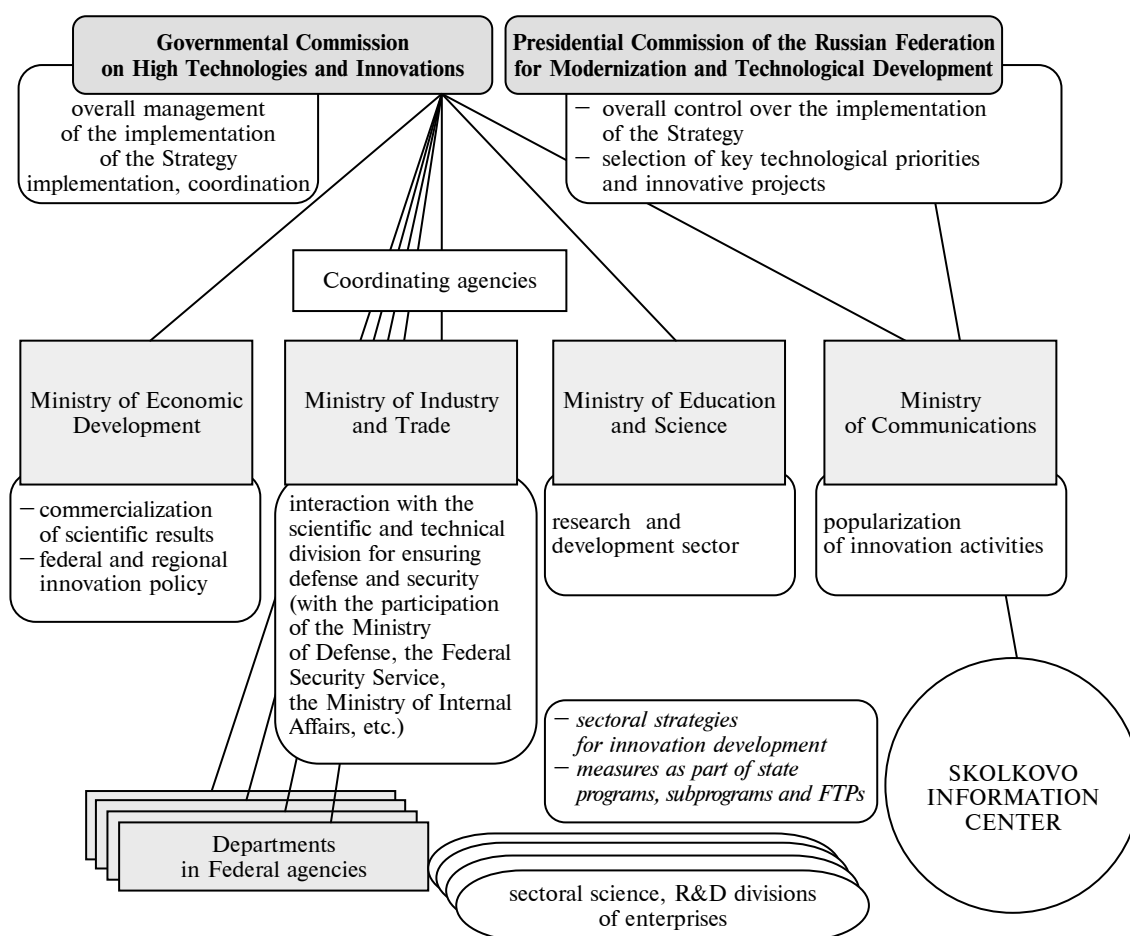 Governmental Commission
on High Technologies and Innovations
Presidential Commission of the Russian Federation
for Modernization and Technological Development
overall management
of the implementation
of the Strategy
implementation, coordination
– overall control over the implementation
of the Strategy
– selection of key technological priorities
and innovative projects
Coordinating agencies
Ministry of Economic
Development
Ministry of Industry
and Trade
Ministry of Education
and Science
Ministry
of Communications
– commercialization
of scientific results
– federal and regional
innovation policy
interaction with the
scientific and technical
division for ensuring
defense and security
(with the participation
of the Ministry
of Defense, the Federal
Security Service,
the Ministry of Internal
Affairs, etc.)
research and
development sector
popularization
of innovation activities
– sectoral strategies
for innovation development
– measures as part of state
programs, subprograms and FTPs
SKOLKOVO
INFORMATION
CENTER
Departments
in Federal agencies
sectoral science, R&D divisions
of enterprises